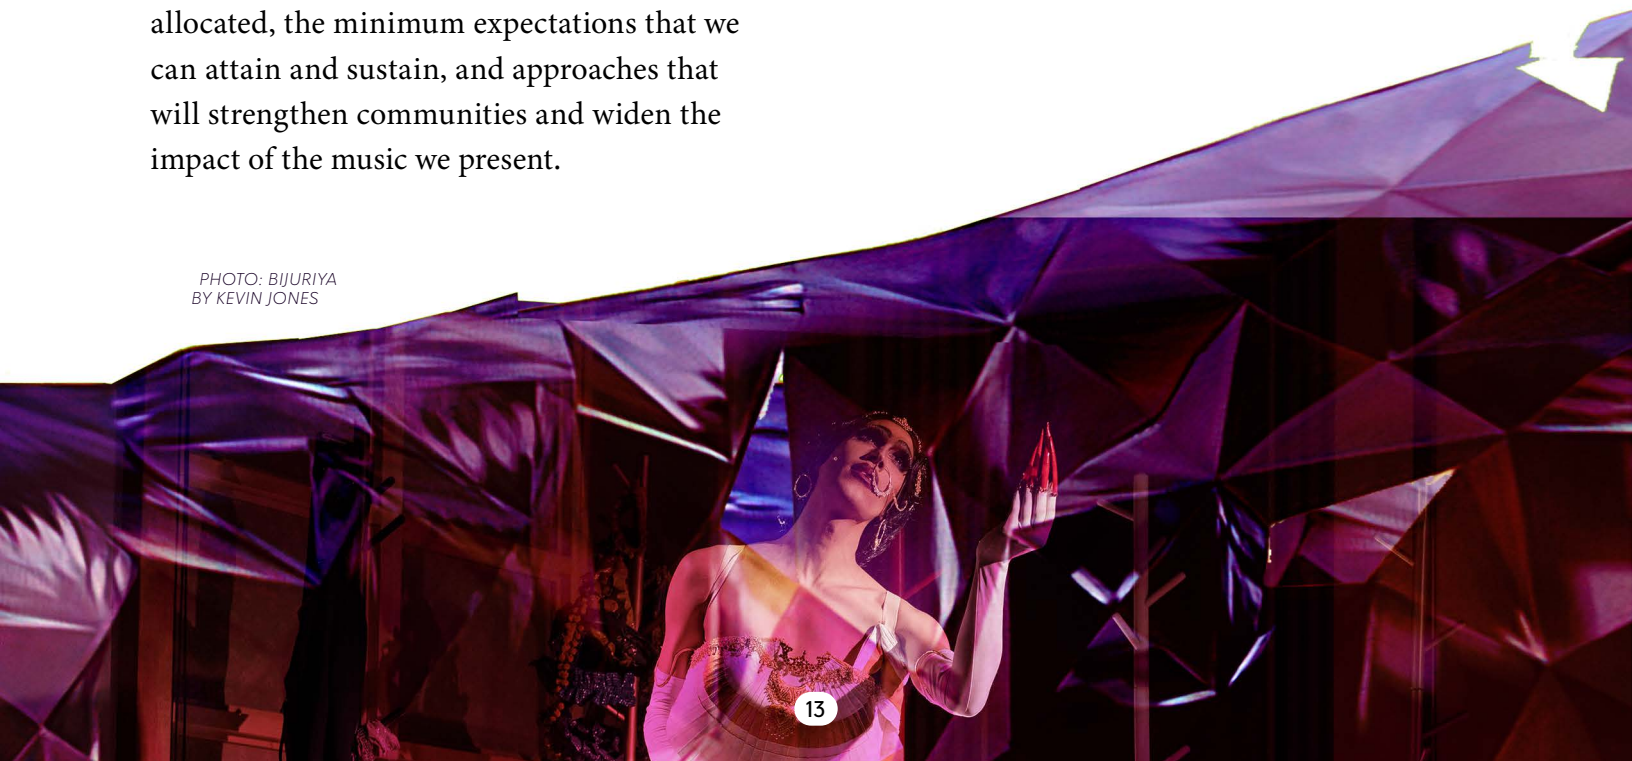 allocated, the minimum expectations that we
can attain and sustain, and approaches that
will strengthen communities and widen the
impact of the music we present.
PHOTO: BIJURIYA
BY KEVIN JONES
13